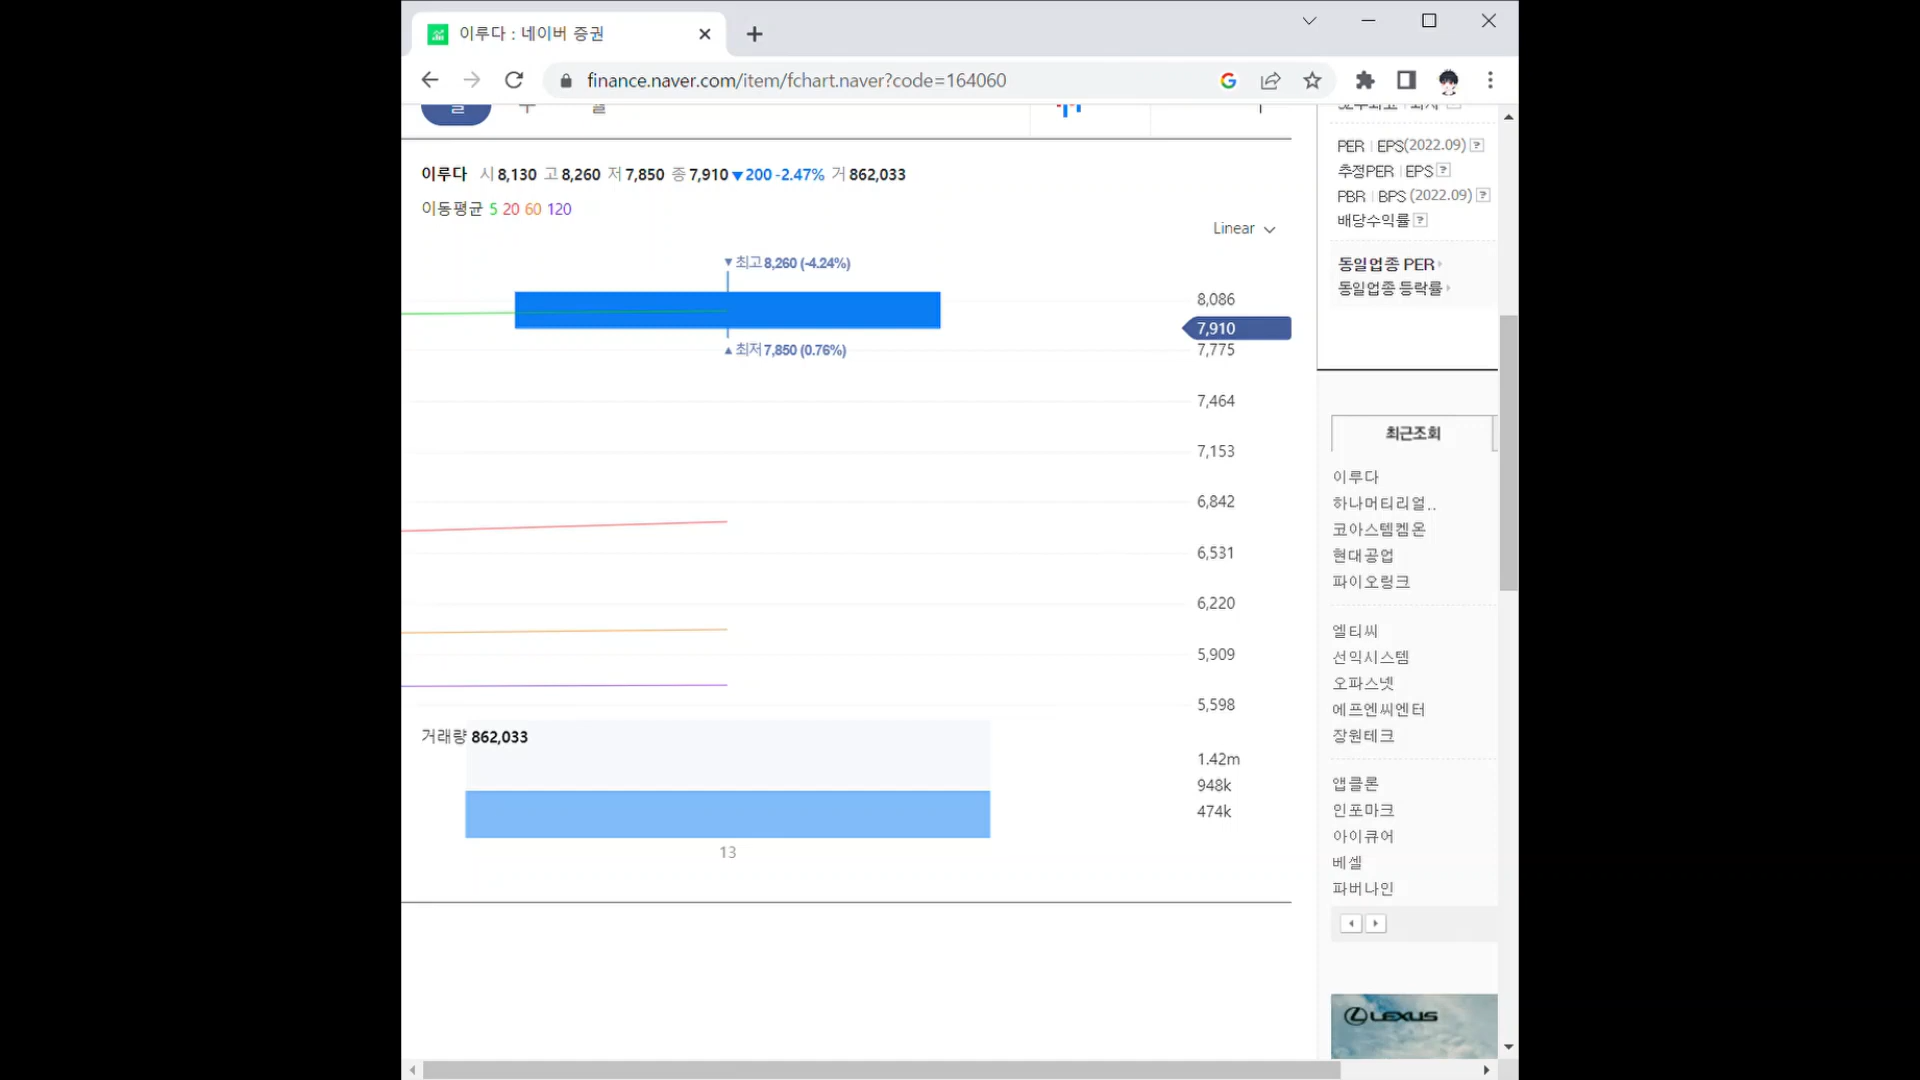 이루다 : 네이버 증권
finance.naver.com/item/fchart.naver?code=164060
이루다 시 8,130 고 8,260 저 7,850 종 7,910 ▼200 -2.47% 거 862,033
이동평균 5 20 60 120
Linear
▼최고 8,260 (-4.24%)
8,086
7,910
▲최저 7,850 (0.76%)
7,775
7,464
7,153
6,842
6,531
6,220
5,909
5,598
거래량 862,033
1.42m
948k
474k
13
PER | EPS(2022.09) ?
추정PER | EPS ?
PBR | BPS (2022.09) ?
배당수익률 ?
동일업종 PER
동일업종 등락률
최근조회
이루다
하나머티리얼..
코아스템켐온
현대공업
파이오링크
엘티씨
선익시스템
오파스넷
에프엔씨엔터
장원테크
앱클론
인포마크
아이큐어
베셀
파버나인
LEXUS